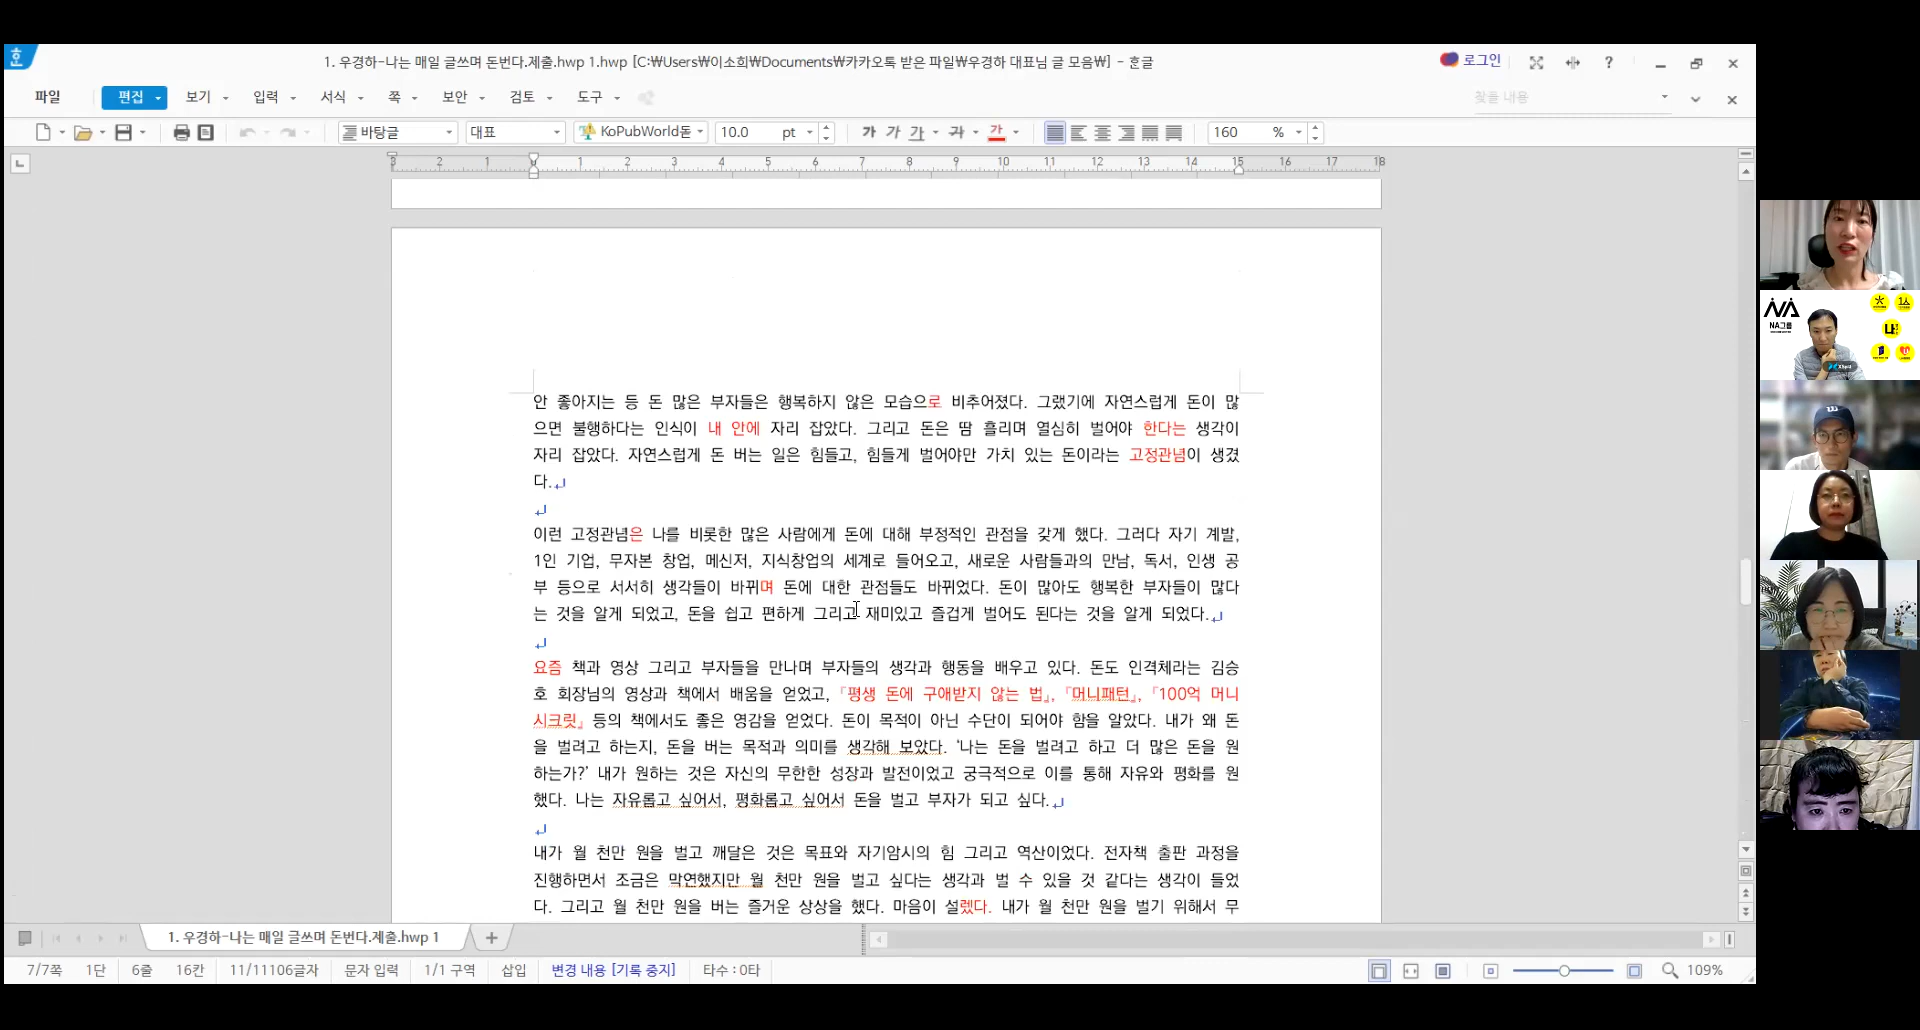 1. 우경하-나는 매일 글쓰며 돈번다.제출.hwp 1.hwp [C:₩Users₩이소희₩Documents₩카카오톡 받은 파일₩우경하 대표님 글 모음₩] - 훈글
로그인
파일 편집 보기 입력 서식 쪽 보안 검토 도구
찾을 내용
바탕글 대표 KoPubWorld돋 10.0 pt 가 가 가 가 가 160 %
3 2 1 1 2 3 4 5 6 7 8 9 10 11 12 13 14 15 16 17 18
안 좋아지는 등 돈 많은 부자들은 행복하지 않은 모습으로 비추어졌다. 그랬기에 자연스럽게 돈이 많
으면 불행하다는 인식이 내 안에 자리 잡았다. 그리고 돈은 땀 흘리며 열심히 벌어야 한다는 생각이
자리 잡았다. 자연스럽게 돈 버는 일은 힘들고, 힘들게 벌어야만 가치 있는 돈이라는 고정관념이 생겼
다.
이런 고정관념은 나를 비롯한 많은 사람에게 돈에 대해 부정적인 관점을 갖게 했다. 그러다 자기 계발,
1인 기업, 무자본 창업, 메신저, 지식창업의 세계로 들어오고, 새로운 사람들과의 만남, 독서, 인생 공
부 등으로 서서히 생각들이 바뀌며 돈에 대한 관점들도 바뀌었다. 돈이 많아도 행복한 부자들이 많다
는 것을 알게 되었고, 돈을 쉽고 편하게 그리고 재미있고 즐겁게 벌어도 된다는 것을 알게 되었다.
요즘 책과 영상 그리고 부자들을 만나며 부자들의 생각과 행동을 배우고 있다. 돈도 인격체라는 김승
호 회장님의 영상과 책에서 배움을 얻었고, 『평생 돈에 구애받지 않는 법』, 『머니패턴』, 『100억 머니
시크릿』 등의 책에서도 좋은 영감을 얻었다. 돈이 목적이 아닌 수단이 되어야 함을 알았다. 내가 왜 돈
을 벌려고 하는지, 돈을 버는 목적과 의미를 생각해 보았다. ‘나는 돈을 벌려고 하고 더 많은 돈을 원
하는가?’ 내가 원하는 것은 자신의 무한한 성장과 발전이었고 궁극적으로 이를 통해 자유와 평화를 원
했다. 나는 자유롭고 싶어서, 평화롭고 싶어서 돈을 벌고 부자가 되고 싶다.
내가 월 천만 원을 벌고 깨달은 것은 목표와 자기암시의 힘 그리고 역산이었다. 전자책 출판 과정을
진행하면서 조금은 막연했지만 월 천만 원을 벌고 싶다는 생각과 벌 수 있을 것 같다는 생각이 들었
다. 그리고 월 천만 원을 버는 즐거운 상상을 했다. 마음이 설렜다. 내가 월 천만 원을 벌기 위해서 무
1. 우경하-나는 매일 글쓰며 돈번다.제출.hwp 1
7/7쪽 1단 6줄 16칸 11/11106글자 문자 입력 1/1 구역 삽입 변경 내용 [기록 중지] 타수 : 0타 109%
NA
NA그룹